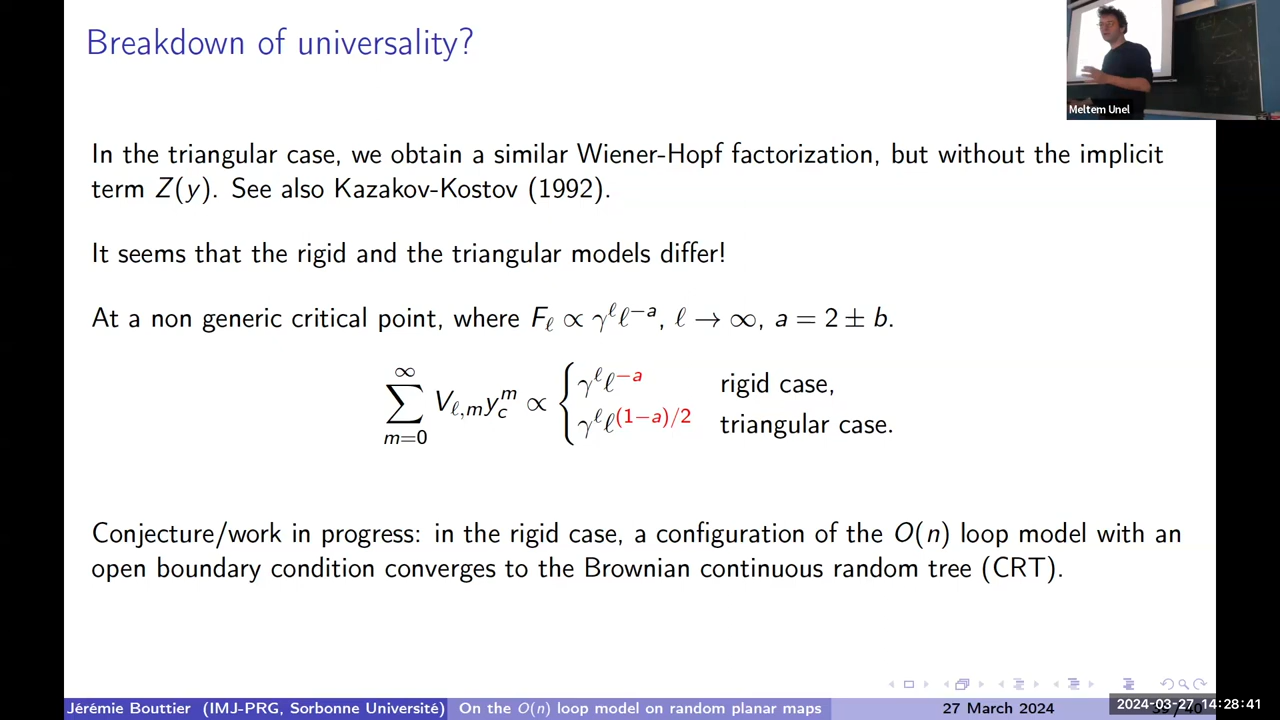 Breakdown of universality?
Meltem Unel
In the triangular case, we obtain a similar Wiener-Hopf factorization, but without the implicit
term Z(y). See also Kazakov-Kostov (1992).
It seems that the rigid and the triangular models differ!
At a non generic critical point, where F_ℓ ∝ γ^ℓ ℓ^{-a}, ℓ → ∞, a = 2 ± b.
∑_{m=0}^{∞} V_{ℓ,m} y_c^m ∝ { γ^ℓ ℓ^{-a} rigid case,
γ^ℓ ℓ^{(1-a)/2} triangular case.
Conjecture/work in progress: in the rigid case, a configuration of the O(n) loop model with an
open boundary condition converges to the Brownian continuous random tree (CRT).
Jérémie Bouttier (IMJ-PRG, Sorbonne Université) On the O(n) loop model on random planar maps 27 March 2024
2024-03-27 14:28:41